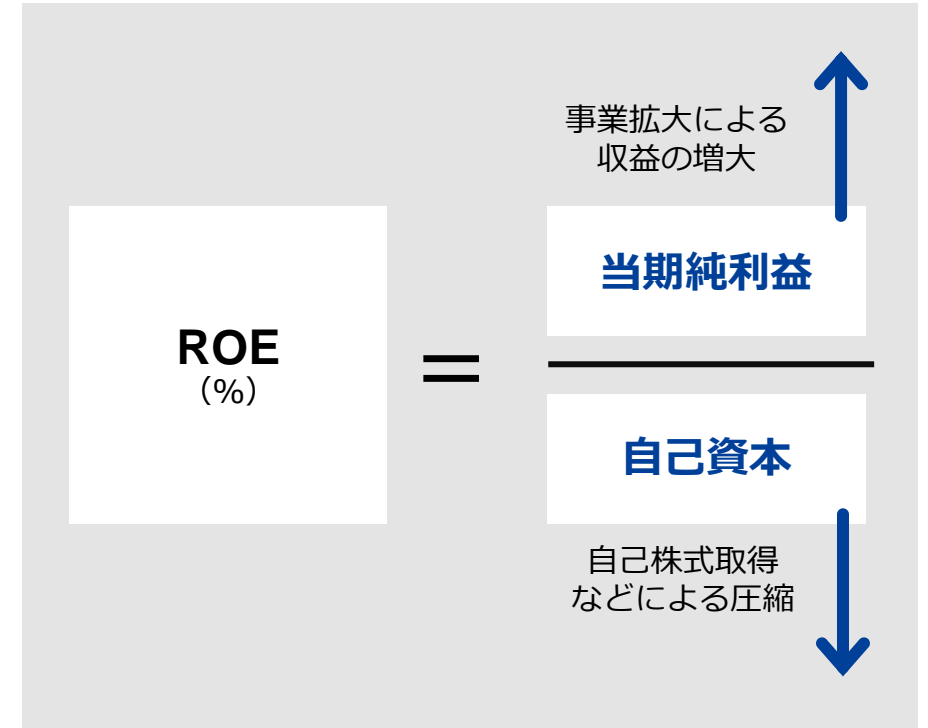 事業拡大による
収益の増大
当期純利益
ROE
(%)
=
自己資本
自己株式取得
などによる圧縮